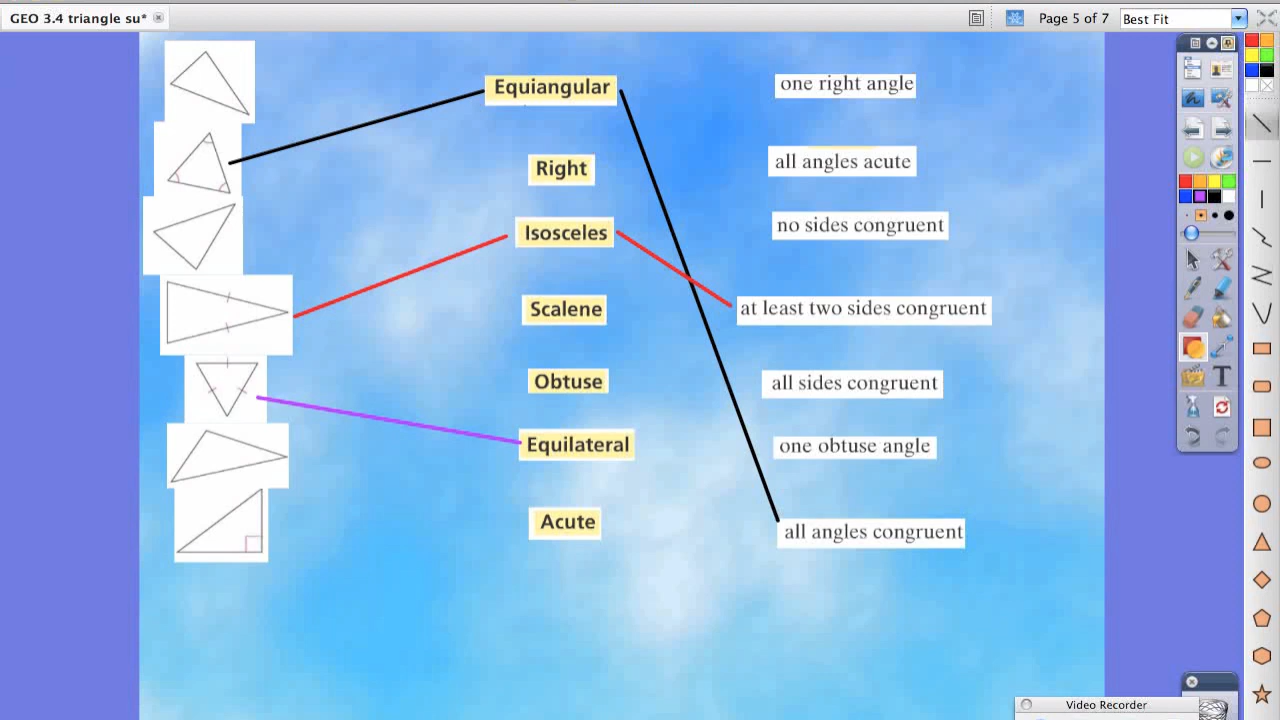 GEO 3.4 triangle su*
Page 5 of 7
Best Fit
Equiangular
one right angle
Right
all angles acute
Isosceles
no sides congruent
Scalene
at least two sides congruent
Obtuse
all sides congruent
Equilateral
one obtuse angle
Acute
all angles congruent
T
Video Recorder